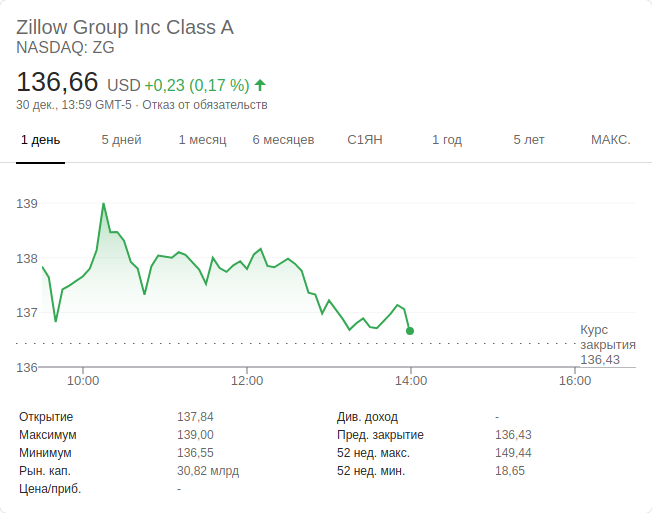 Zillow Group Inc Class A
NASDAQ: ZG
136,66 USD +0,23 (0,17 %)
30 дек., 13:59 GMT-5 · Отказ от обязательств
1 день 5 дней 1 месяц 6 месяцев С1ЯН 1 год 5 лет МАКС.
139
138
137
136
Курс
закрытия
136,43
10:00 12:00 14:00 16:00
Открытие 137,84 Див. доход -
Максимум 139,00 Пред. закрытие 136,43
Минимум 136,55 52 нед. макс. 149,44
Рын. кап. 30,82 млрд 52 нед. мин. 18,65
Цена/приб. -